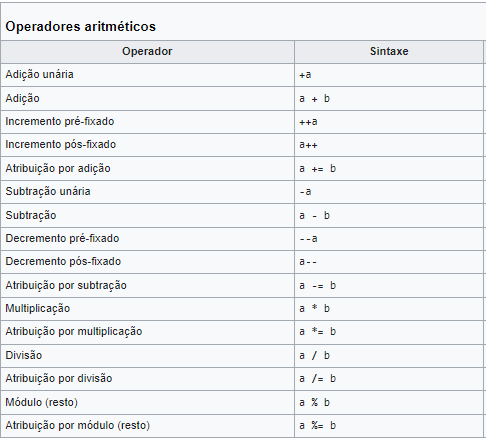 Operadores aritméticos
Operador Sintaxe
Adição unária +a
Adição a + b
Incremento pré-fixado ++a
Incremento pós-fixado a++
Atribuição por adição a += b
Subtração unária -a
Subtração a - b
Decremento pré-fixado --a
Decremento pós-fixado a--
Atribuição por subtração a -= b
Multiplicação a * b
Atribuição por multiplicação a *= b
Divisão a / b
Atribuição por divisão a /= b
Módulo (resto) a % b
Atribuição por módulo (resto) a %= b